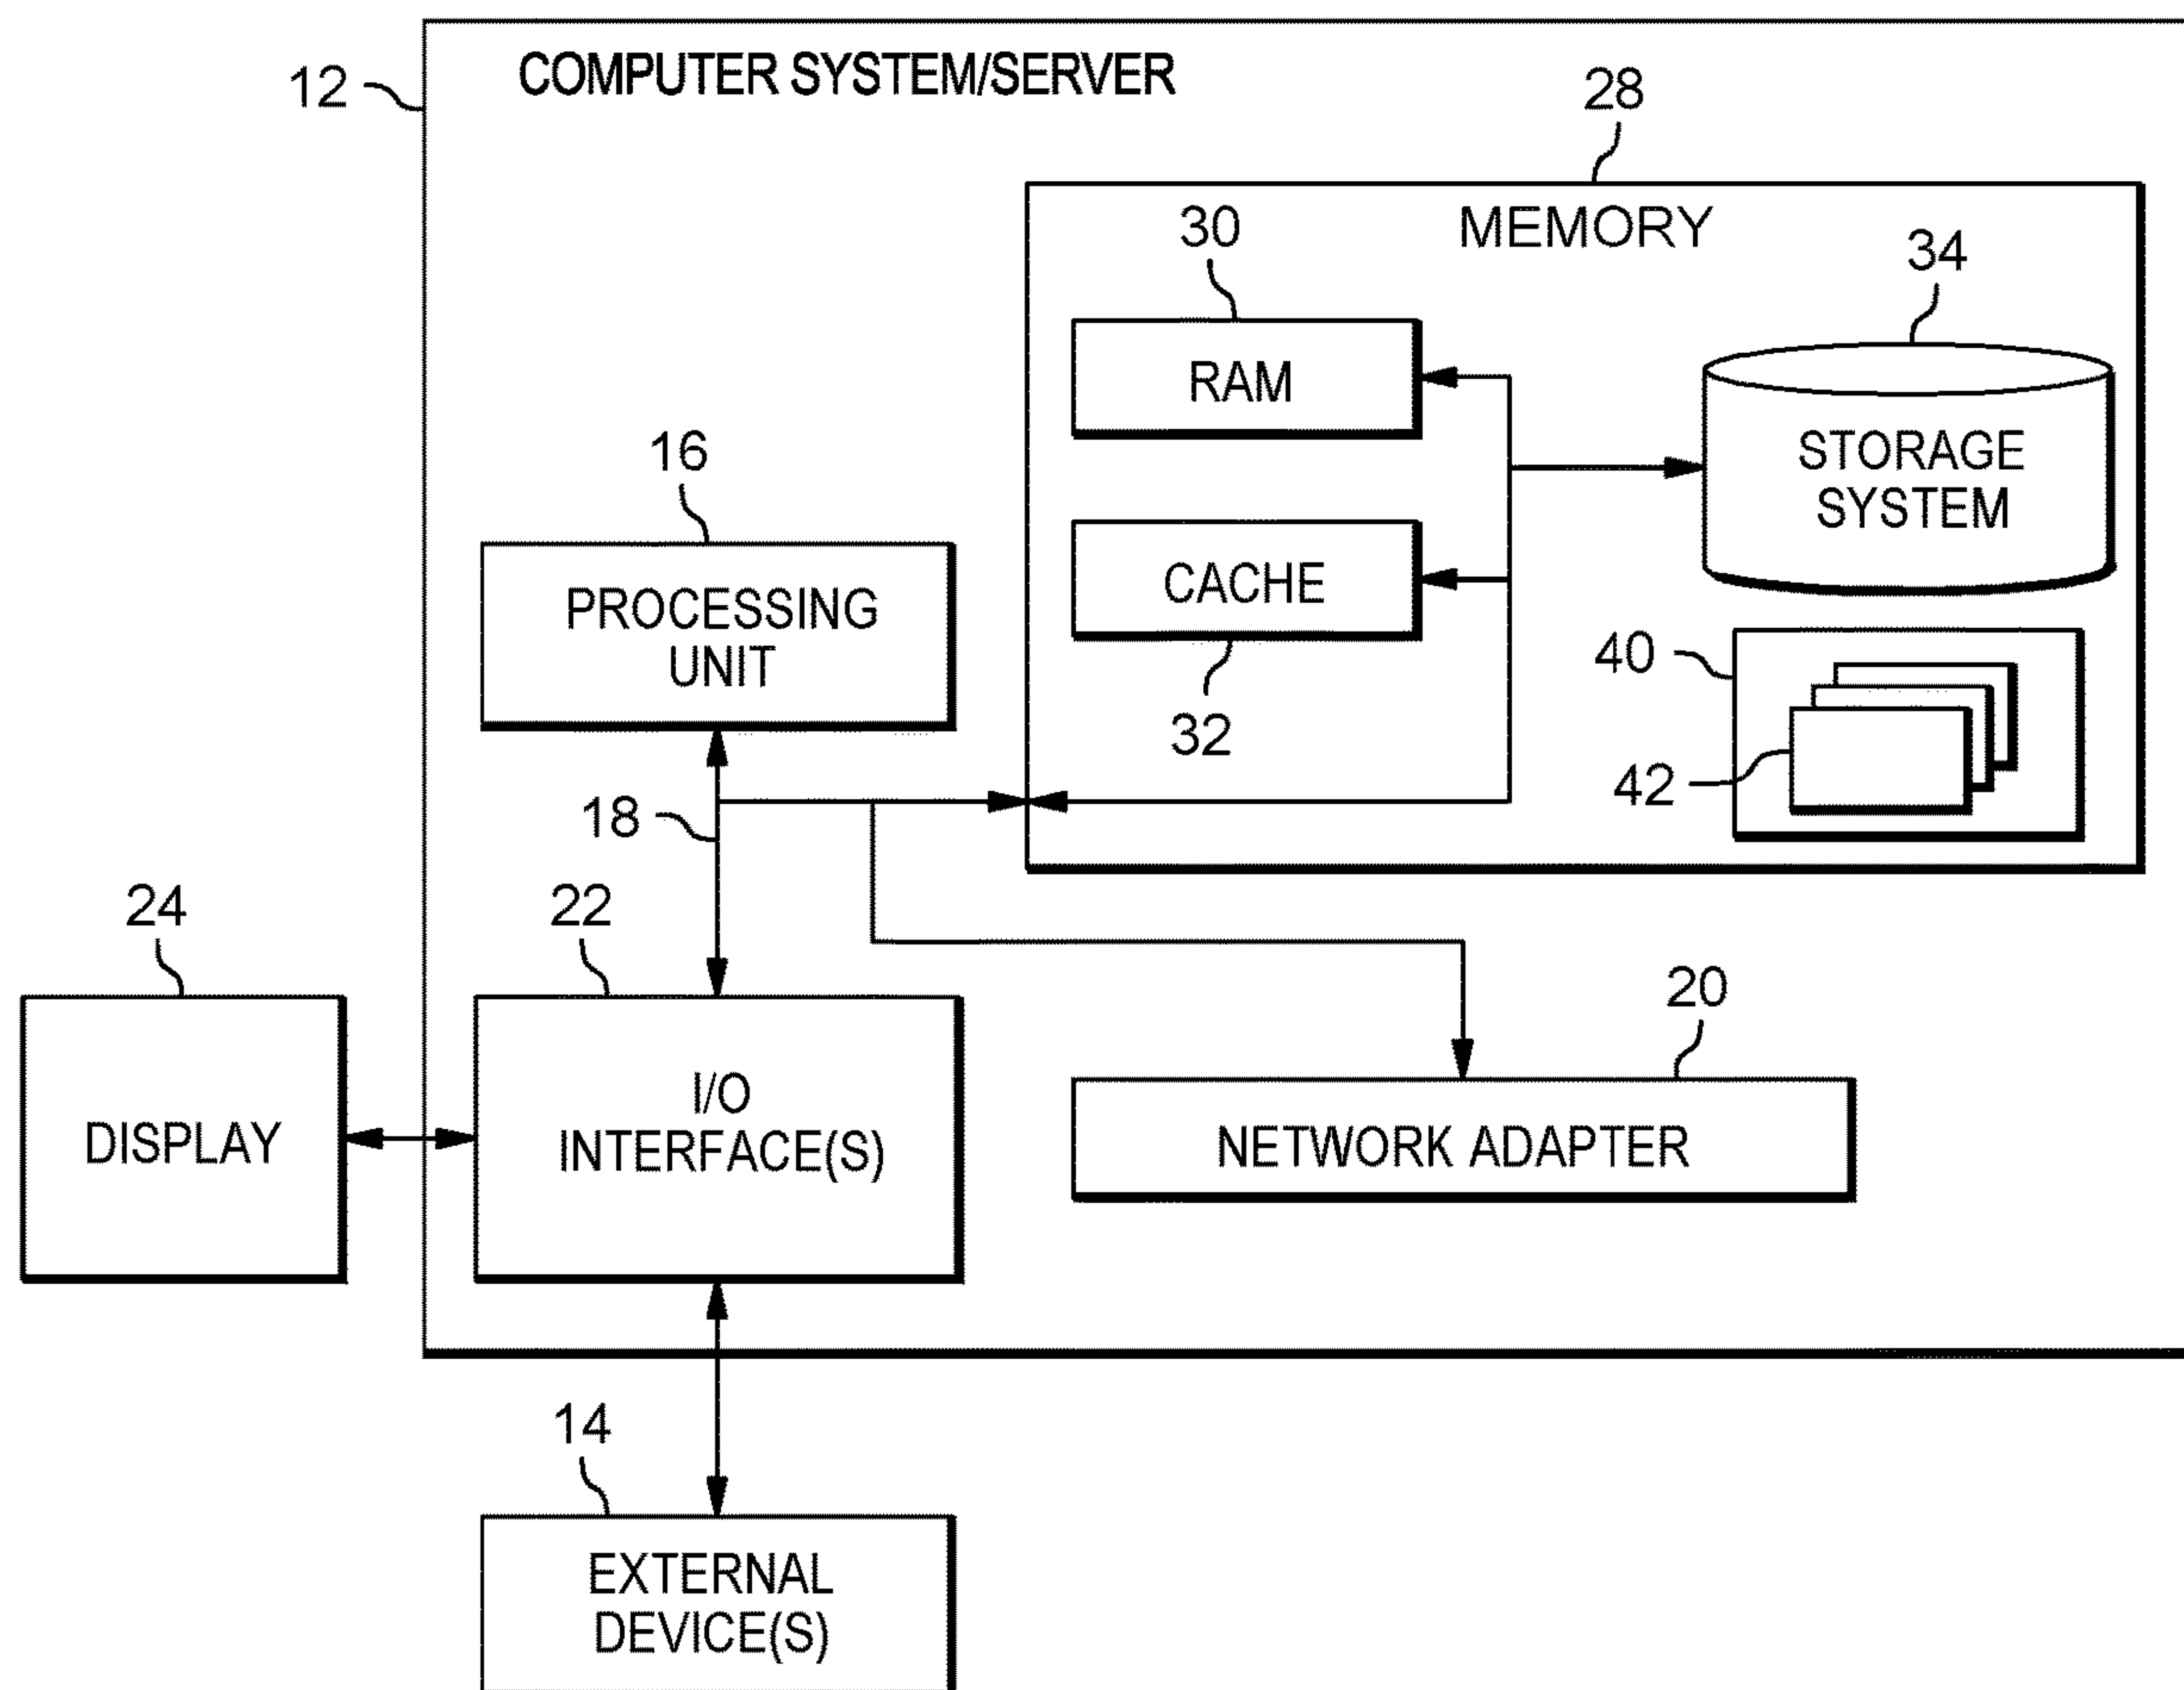 12
COMPUTER SYSTEM/SERVER
28
MEMORY
30
RAM
34
STORAGE
SYSTEM
16
PROCESSING
UNIT
CACHE
32
40
42
18
24
DISPLAY
22
I/O
INTERFACE(S)
20
NETWORK ADAPTER
14
EXTERNAL
DEVICE(S)